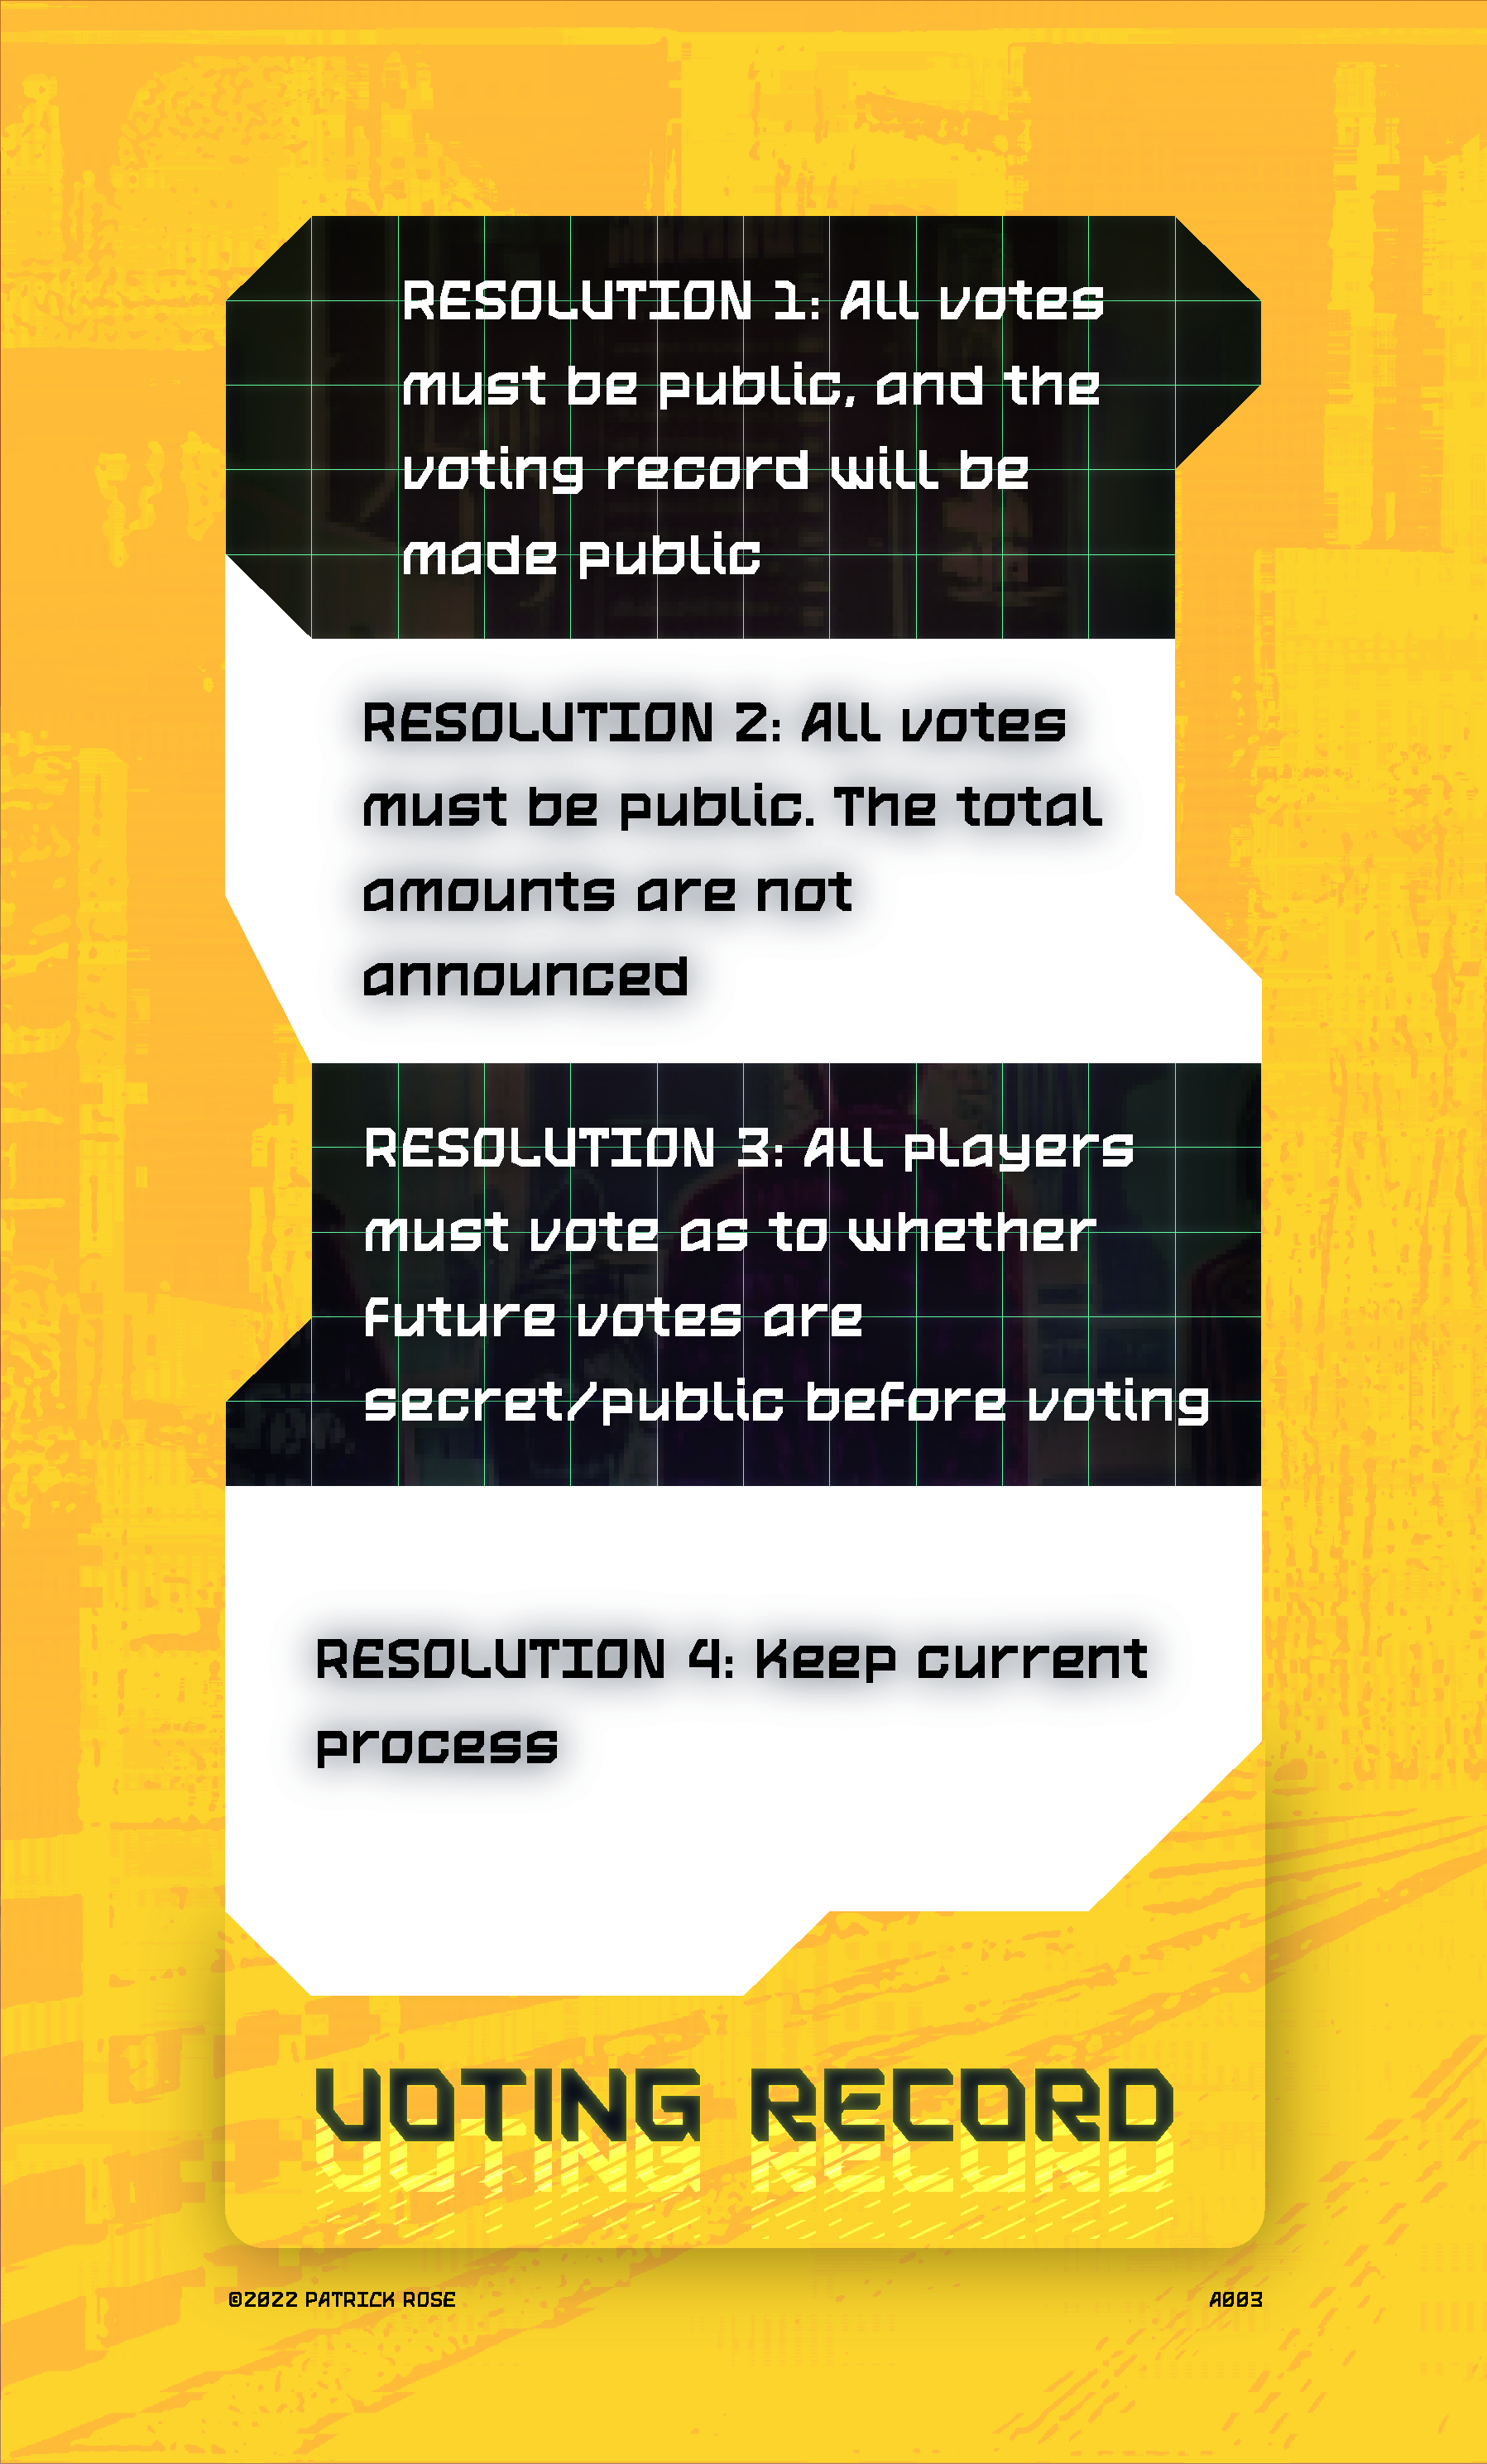 RESOLUTION 1: All votes
must be public, and the
voting record will be
made public
RESOLUTION 2: All votes
must be public. The total
amounts are not
announced
RESOLUTION 3: All players
must vote as to whether
future votes are
secret/public before voting
RESOLUTION 4: Keep current
process
VOTING RECORD
©2022 PATRICK ROSE
A003